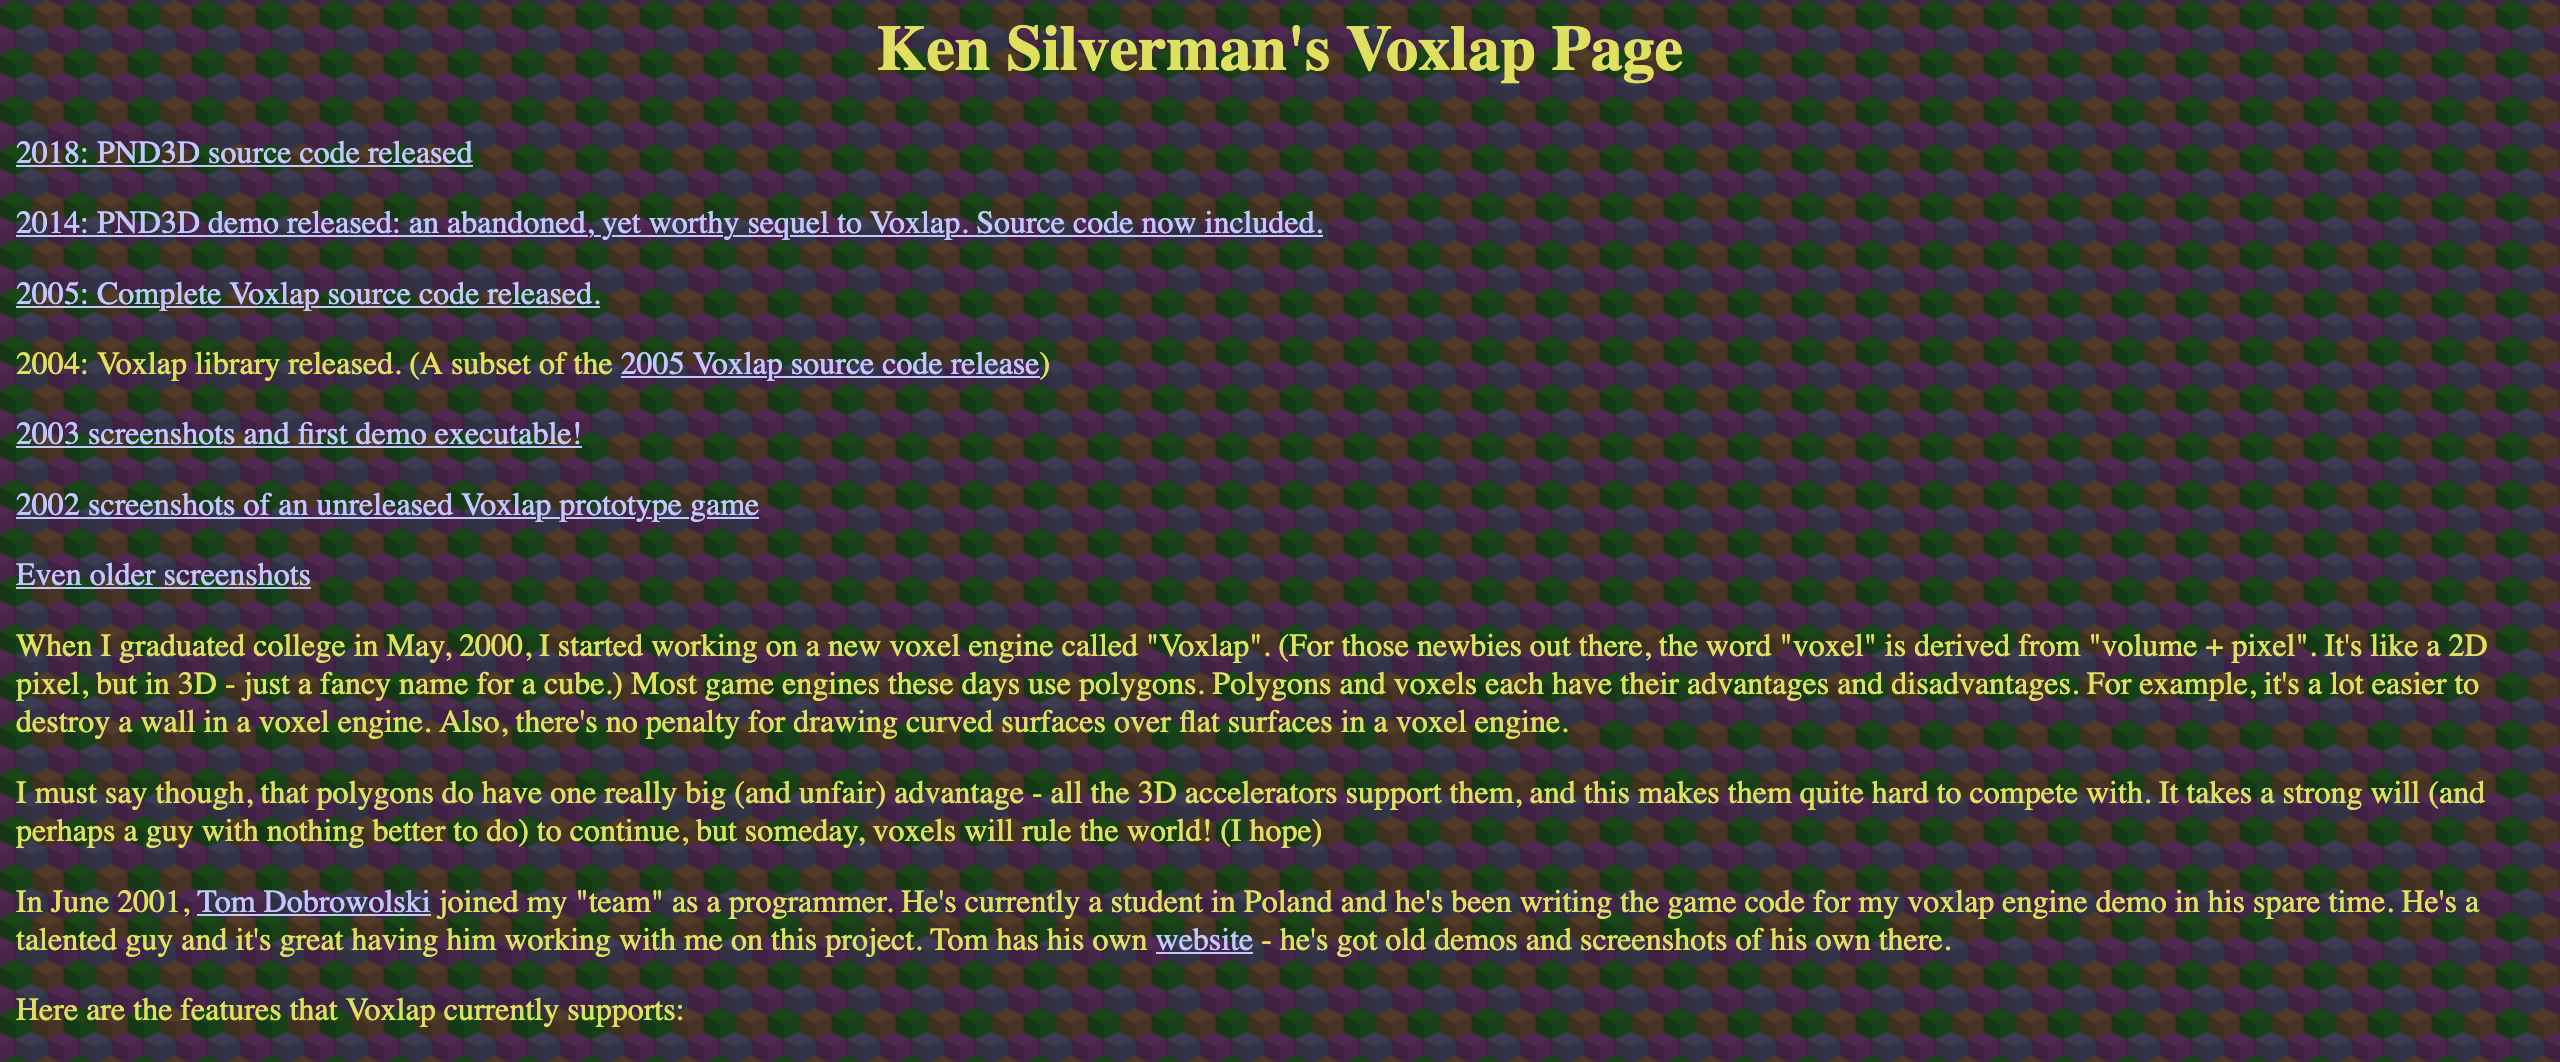 Ken Silverman's Voxlap Page
2018: PND3D source code released
2014: PND3D demo released: an abandoned, yet worthy sequel to Voxlap. Source code now included.
2005: Complete Voxlap source code released.
2004: Voxlap library released. (A subset of the 2005 Voxlap source code release)
2003 screenshots and first demo executable!
2002 screenshots of an unreleased Voxlap prototype game
Even older screenshots
When I graduated college in May, 2000, I started working on a new voxel engine called "Voxlap". (For those newbies out there, the word "voxel" is derived from "volume + pixel". It's like a 2D
pixel, but in 3D - just a fancy name for a cube.) Most game engines these days use polygons. Polygons and voxels each have their advantages and disadvantages. For example, it's a lot easier to
destroy a wall in a voxel engine. Also, there's no penalty for drawing curved surfaces over flat surfaces in a voxel engine.
I must say though, that polygons do have one really big (and unfair) advantage - all the 3D accelerators support them, and this makes them quite hard to compete with. It takes a strong will (and
perhaps a guy with nothing better to do) to continue, but someday, voxels will rule the world! (I hope)
In June 2001, Tom Dobrowolski joined my "team" as a programmer. He's currently a student in Poland and he's been writing the game code for my voxlap engine demo in his spare time. He's a
talented guy and it's great having him working with me on this project. Tom has his own website - he's got old demos and screenshots of his own there.
Here are the features that Voxlap currently supports: